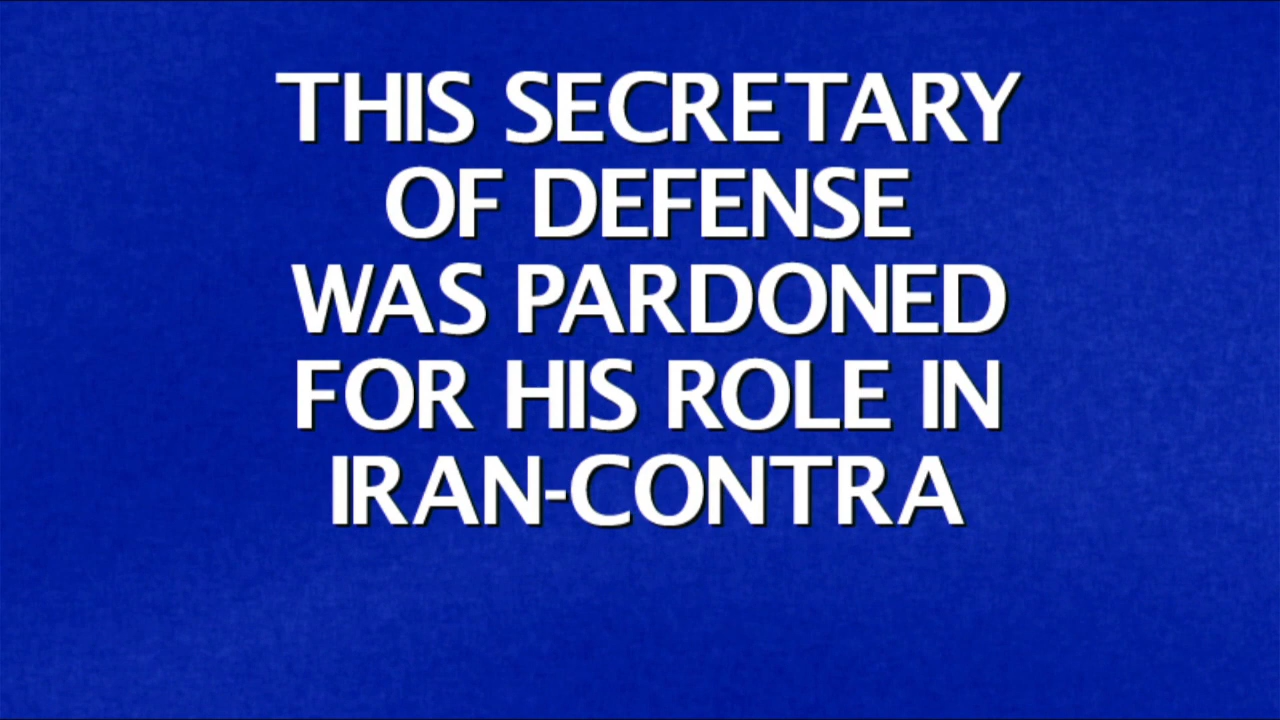 THIS SECRETARY
OF DEFENSE
WAS PARDONED
FOR HIS ROLE IN
IRAN-CONTRA